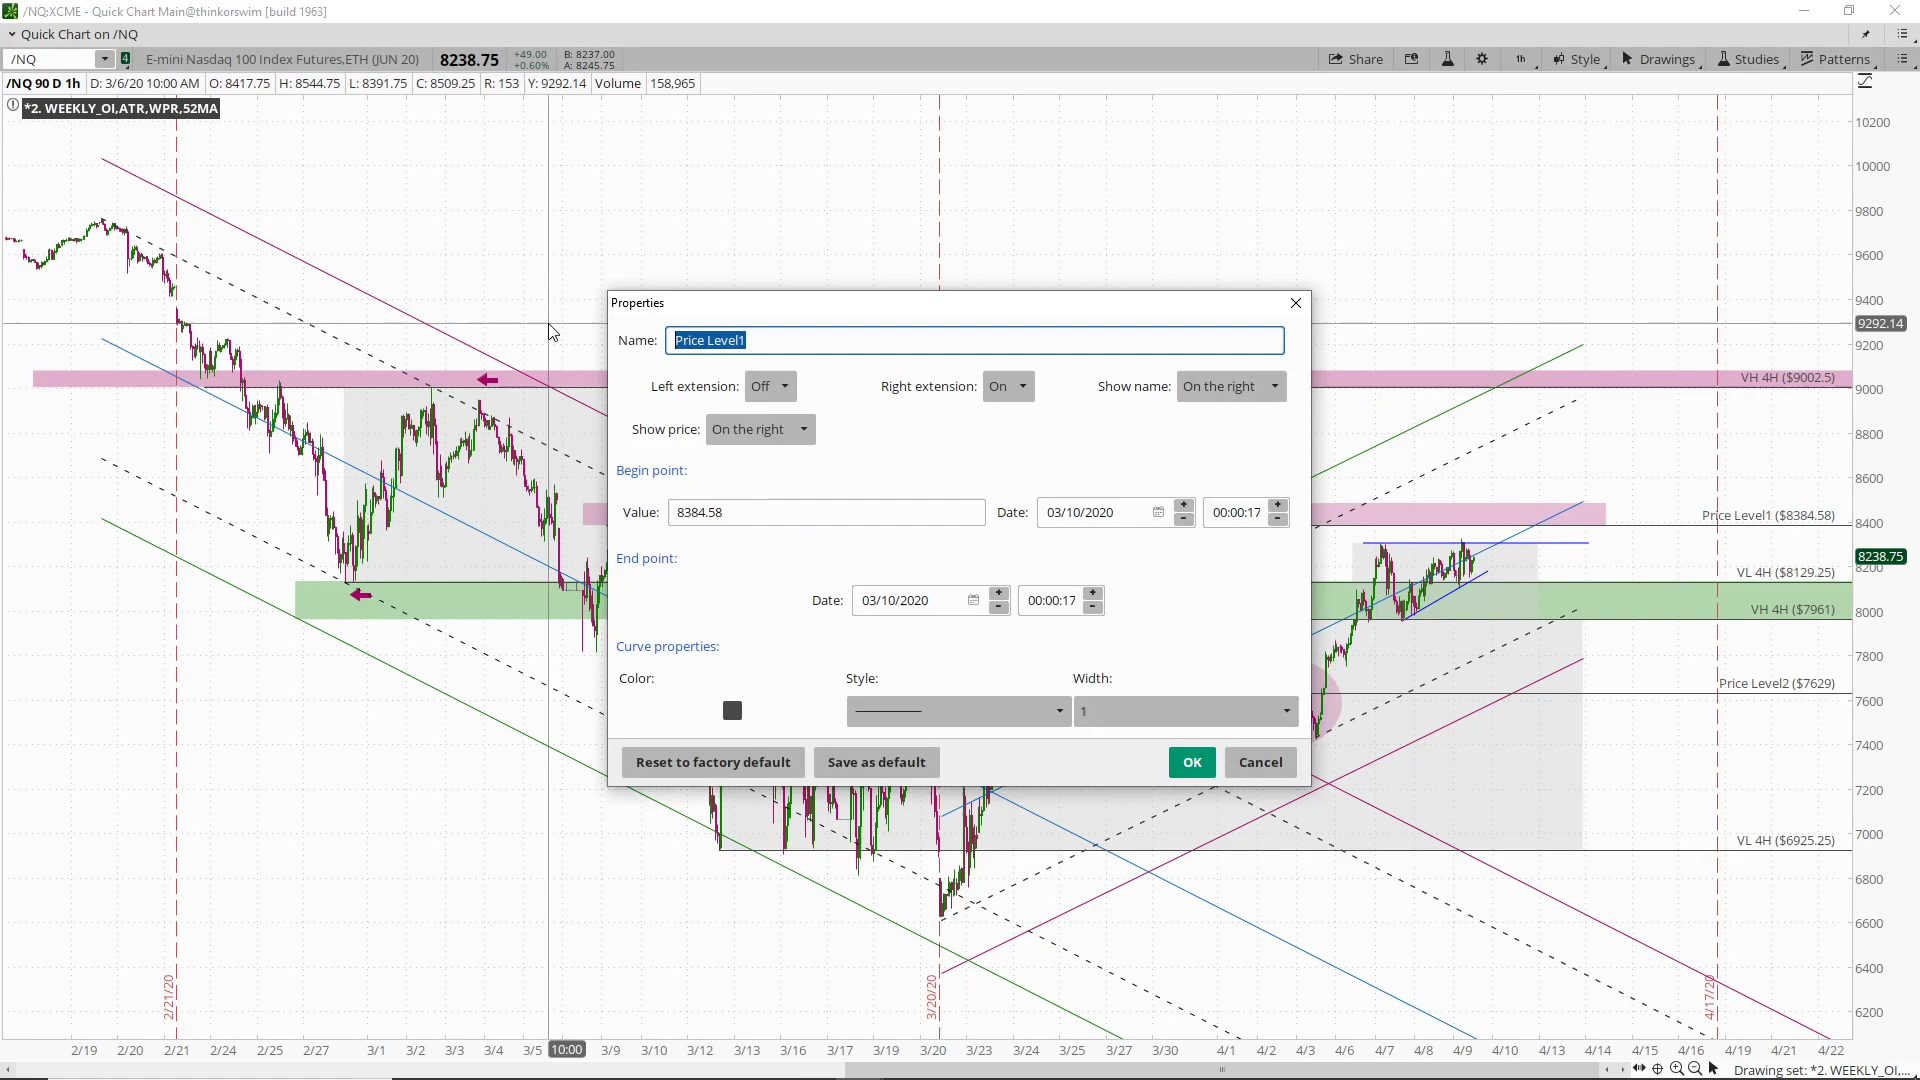 /NQ:XCME - Quick Chart Main@thinkorswim [build 1963]
Quick Chart on /NQ
/NQ 4 E-mini Nasdaq 100 Index Futures,ETH (JUN 20) 8238.75 +49.00 +0.60% B: 8237.00 A: 8245.75 Share 1h Style Drawings Studies Patterns
/NQ 90 D 1h D: 3/6/20 10:00 AM O: 8417.75 H: 8544.75 L: 8391.75 C: 8509.25 R: 153 Y: 9292.14 Volume 158,965
*2. WEEKLY_OI,ATR,WPR,52MA
10200
10000
9800
9600
9400
9292.14
9200
VH 4H ($9002.5)
9000
8800
8600
Price Level1 ($8384.58)
8400
8238.75
8200
VL 4H ($8129.25)
VH 4H ($7961)
8000
7800
Price Level2 ($7629)
7600
7400
7200
VL 4H ($6925.25)
7000
6800
6600
6400
6200
Properties
Name: Price Level1
Left extension: Off Right extension: On Show name: On the right
Show price: On the right
Begin point:
Value: 8384.58 Date: 03/10/2020 00:00:17
End point:
Date: 03/10/2020 00:00:17
Curve properties:
Color: Style: Width:
1
Reset to factory default Save as default OK Cancel
2/21/20
3/20/20
4/17/20
2/19 2/20 2/21 2/24 2/25 2/27 3/1 3/2 3/3 3/4 3/5 10:00 3/9 3/10 3/12 3/13 3/16 3/17 3/19 3/20 3/23 3/24 3/25 3/27 3/30 4/1 4/2 4/3 4/6 4/7 4/8 4/9 4/10 4/13 4/14 4/15 4/16 4/19 4/21 4/22
Drawing set: *2. WEEKLY_OI,...